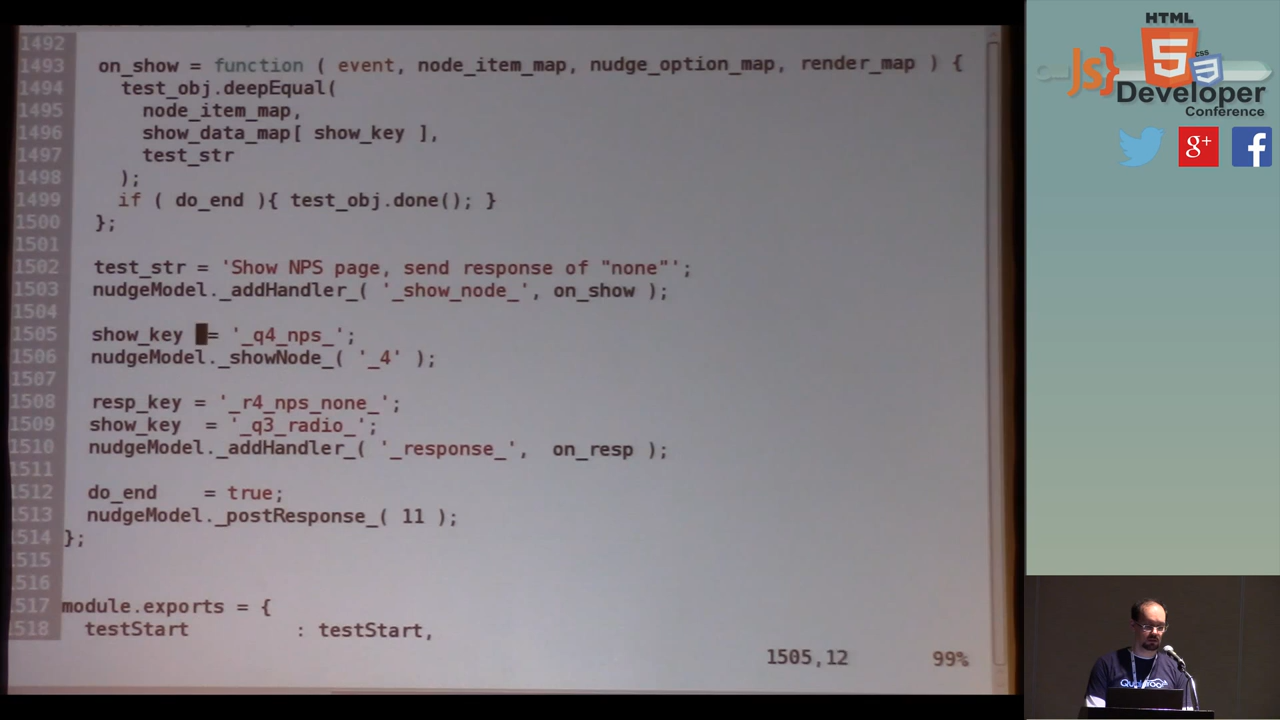 1492
1493 on_show = function ( event, node_item_map, nudge_option_map, render_map ) {
1494 test_obj.deepEqual(
1495 node_item_map,
1496 show_data_map[ show_key ],
1497 test_str
1498 );
1499 if ( do_end ){ test_obj.done(); }
1500 };
1501
1502 test_str = 'Show NPS page, send response of "none"';
1503 nudgeModel._addHandler_( '_show_node_', on_show );
1504
1505 show_key = '_q4_nps_';
1506 nudgeModel._showNode_( '_4' );
1507
1508 resp_key = '_r4_nps_none_';
1509 show_key = '_q3_radio_';
1510 nudgeModel._addHandler_( '_response_', on_resp );
1511
1512 do_end = true;
1513 nudgeModel._postResponse_( 11 );
1514 };
1515
1516
1517 module.exports = {
1518 testStart : testStart,
1505,12 99%
HTML
JS} 5 CSS 3
Developer
Conference
g+ f